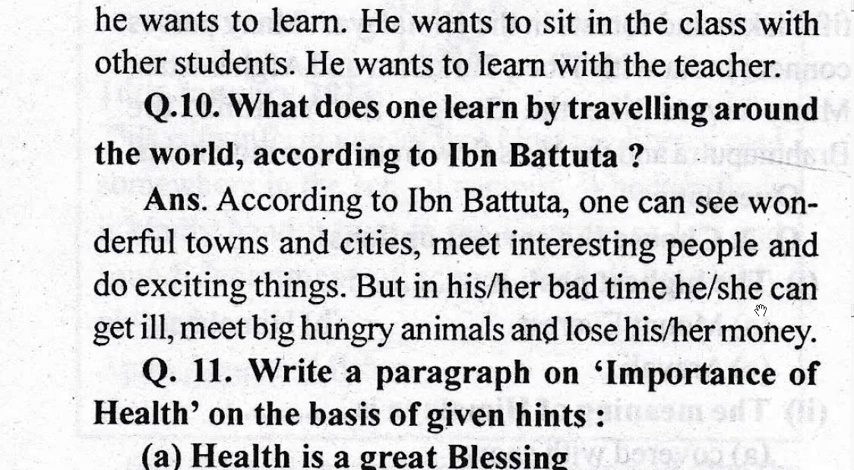 he wants to learn. He wants to sit in the class with
other students. He wants to learn with the teacher.
Q.10. What does one learn by travelling around
the world, according to Ibn Battuta ?
Ans. According to Ibn Battuta, one can see won-
derful towns and cities, meet interesting people and
do exciting things. But in his/her bad time he/she can
get ill, meet big hungry animals and lose his/her money.
Q. 11. Write a paragraph on ‘Importance of
Health’ on the basis of given hints :
(a) Health is a great Blessing